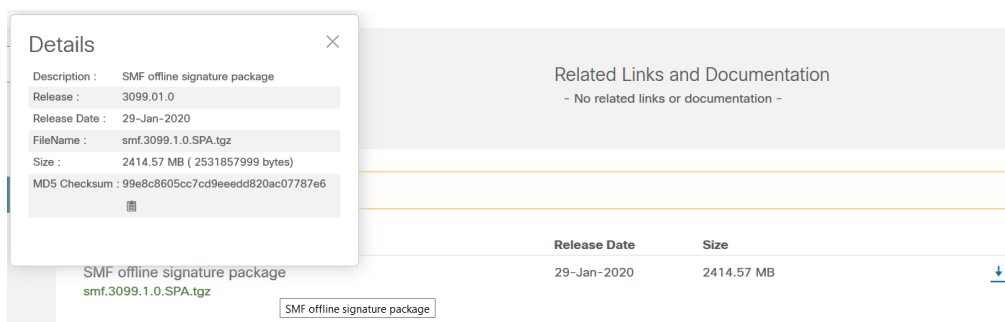 Details
Description : SMF offline signature package
Release : 3099.01.0
Release Date : 29-Jan-2020
FileName : smf.3099.1.0.SPA.tgz
Size : 2414.57 MB ( 2531857999 bytes)
MD5 Checksum : 99e8c8605cc7cd9eeedd820ac07787e6
Related Links and Documentation
- No related links or documentation -
Release Date Size
SMF offline signature package 29-Jan-2020 2414.57 MB
smf.3099.1.0.SPA.tgz
SMF offline signature package